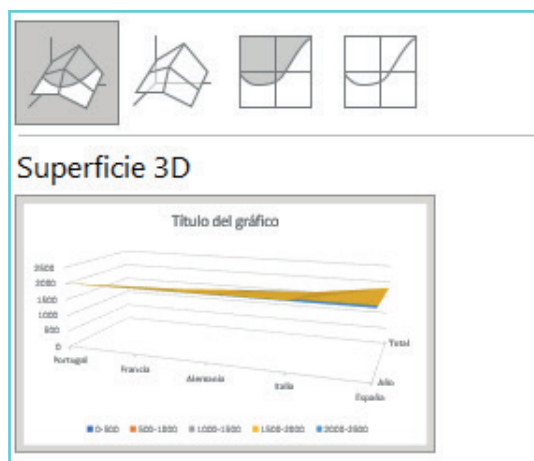 Superficie 3D
Título del gráfico
2500
2000
1500
1000
500
0
Portugal
Francia
Alemania
Italia
España
Año
Total
0-500 500-1000 1000-1500 1500-2000 2000-2500